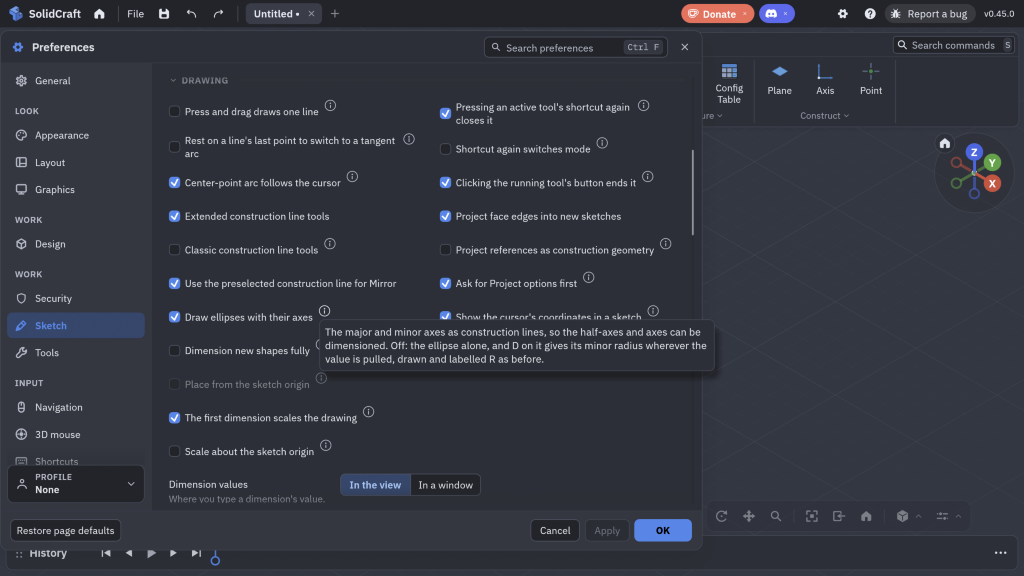 SolidCraft
File
Untitled •
Donate
Report a bug
v0.45.0
Preferences
Search preferences
Ctrl F
Search commands
S
General
LOOK
Appearance
Layout
Graphics
WORK
Design
WORK
Security
Sketch
Tools
INPUT
Navigation
3D mouse
Shortcuts
PROFILE
None
DRAWING
Press and drag draws one line
Rest on a line's last point to switch to a tangent
arc
Center-point arc follows the cursor
Extended construction line tools
Classic construction line tools
Use the preselected construction line for Mirror
Draw ellipses with their axes
Dimension new shapes fully
Place from the sketch origin
The first dimension scales the drawing
Scale about the sketch origin
Pressing an active tool's shortcut again
closes it
Shortcut again switches mode
Clicking the running tool's button ends it
Project face edges into new sketches
Project references as construction geometry
Ask for Project options first
Show the cursor's coordinates in a sketch
The major and minor axes as construction lines, so the half-axes and axes can be
dimensioned. Off: the ellipse alone, and D on it gives its minor radius wherever the
value is pulled, drawn and labelled R as before.
Dimension values
In the view
In a window
Where you type a dimension's value.
Restore page defaults
Cancel
Apply
OK
Config
Table
Plane
Axis
Point
ure
Construct
Z
Y
X
History